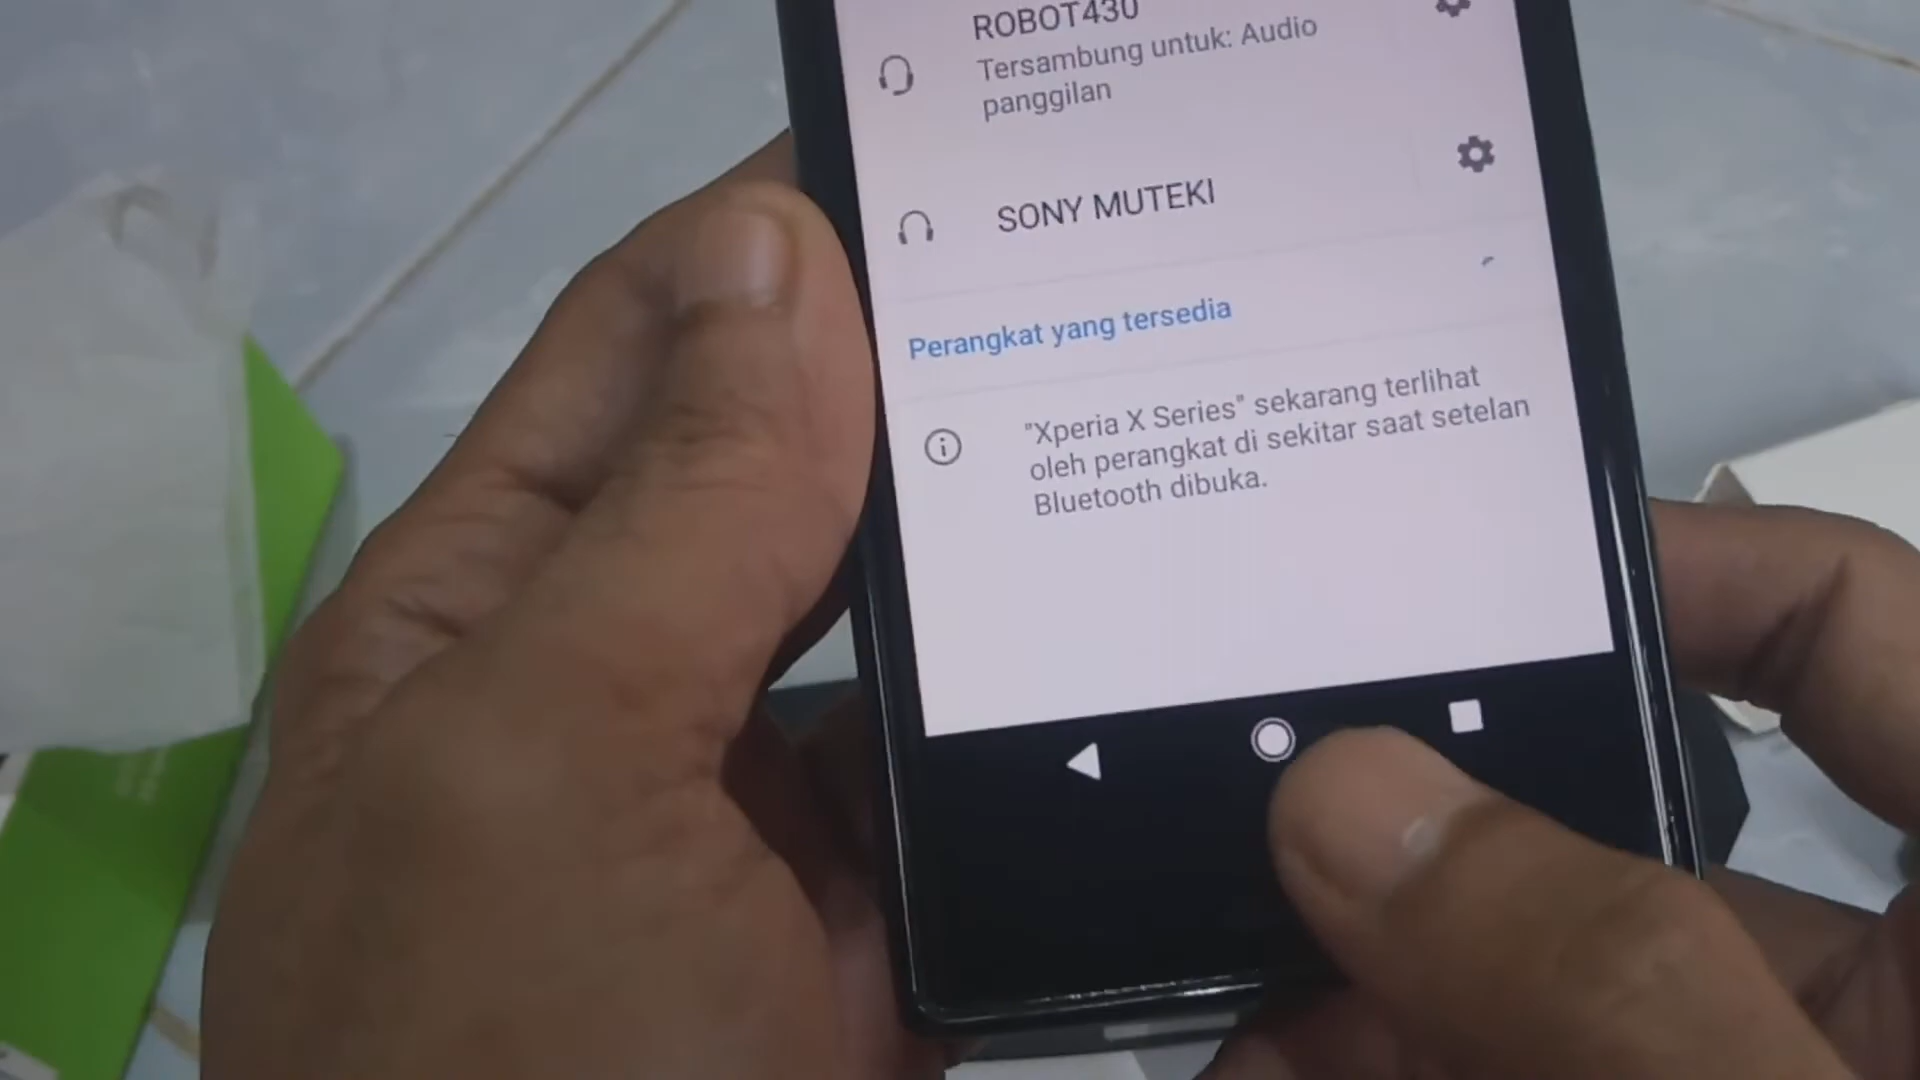 ROBOT430
Tersambung untuk: Audio
panggilan
SONY MUTEKI
Perangkat yang tersedia
"Xperia X Series" sekarang terlihat
oleh perangkat di sekitar saat setelan
Bluetooth dibuka.